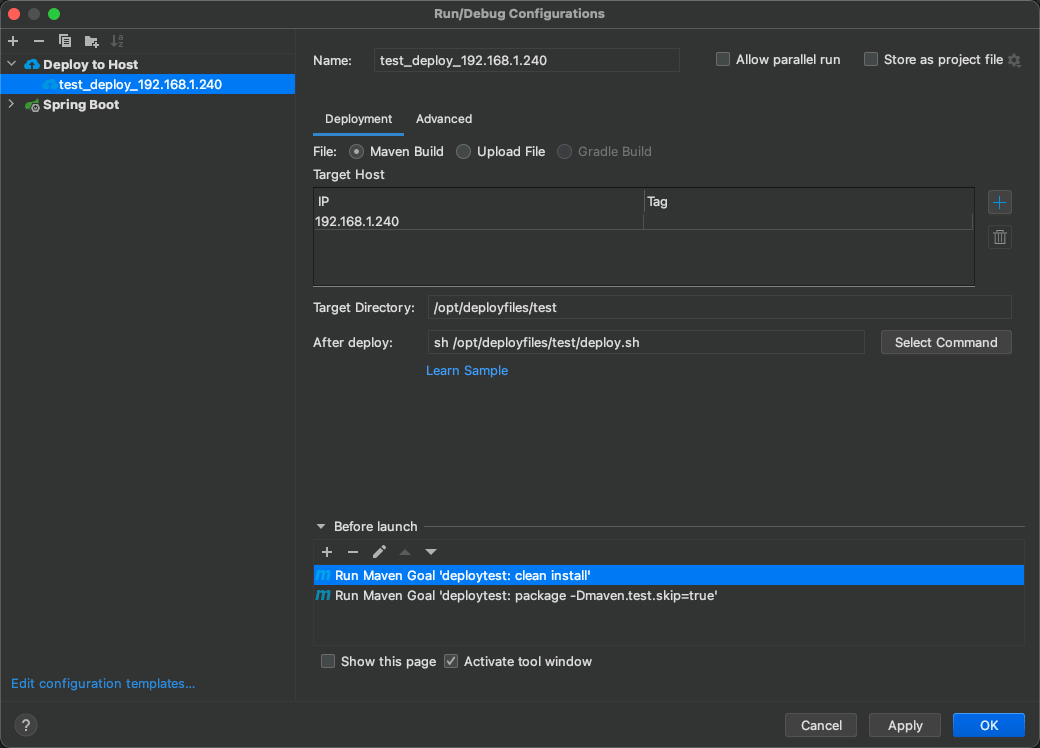 Run/Debug Configurations
Deploy to Host
test_deploy_192.168.1.240
Spring Boot
Name: test_deploy_192.168.1.240 Allow parallel run Store as project file
Deployment Advanced
File: Maven Build Upload File Gradle Build
Target Host
IP Tag
192.168.1.240
Target Directory: /opt/deployfiles/test
After deploy: sh /opt/deployfiles/test/deploy.sh Select Command
Learn Sample
Before launch
m Run Maven Goal 'deploytest: clean install'
m Run Maven Goal 'deploytest: package -Dmaven.test.skip=true'
Show this page Activate tool window
Edit configuration templates...
? Cancel Apply OK